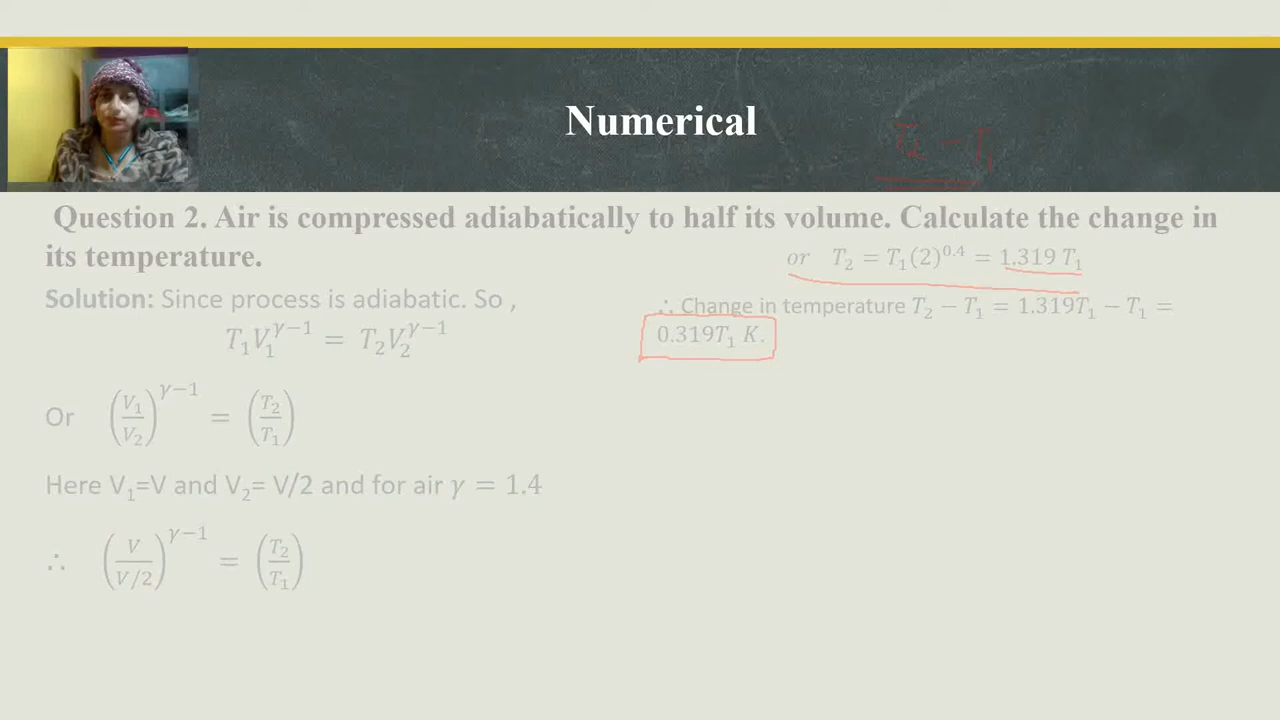 Numerical
T₂ − T₁
Question 2. Air is compressed adiabatically to half its volume. Calculate the change in
its temperature.
Solution: Since process is adiabatic. So ,
T₁V₁^{γ−1} = T₂V₂^{γ−1}
Or (V₁/V₂)^{γ−1} = (T₂/T₁)
Here V₁=V and V₂= V/2 and for air γ = 1.4
∴ (V/(V/2))^{γ−1} = (T₂/T₁)
or T₂ = T₁(2)^{0.4} = 1.319 T₁
∴ Change in temperature T₂ − T₁ = 1.319T₁ − T₁ =
0.319T₁ K.